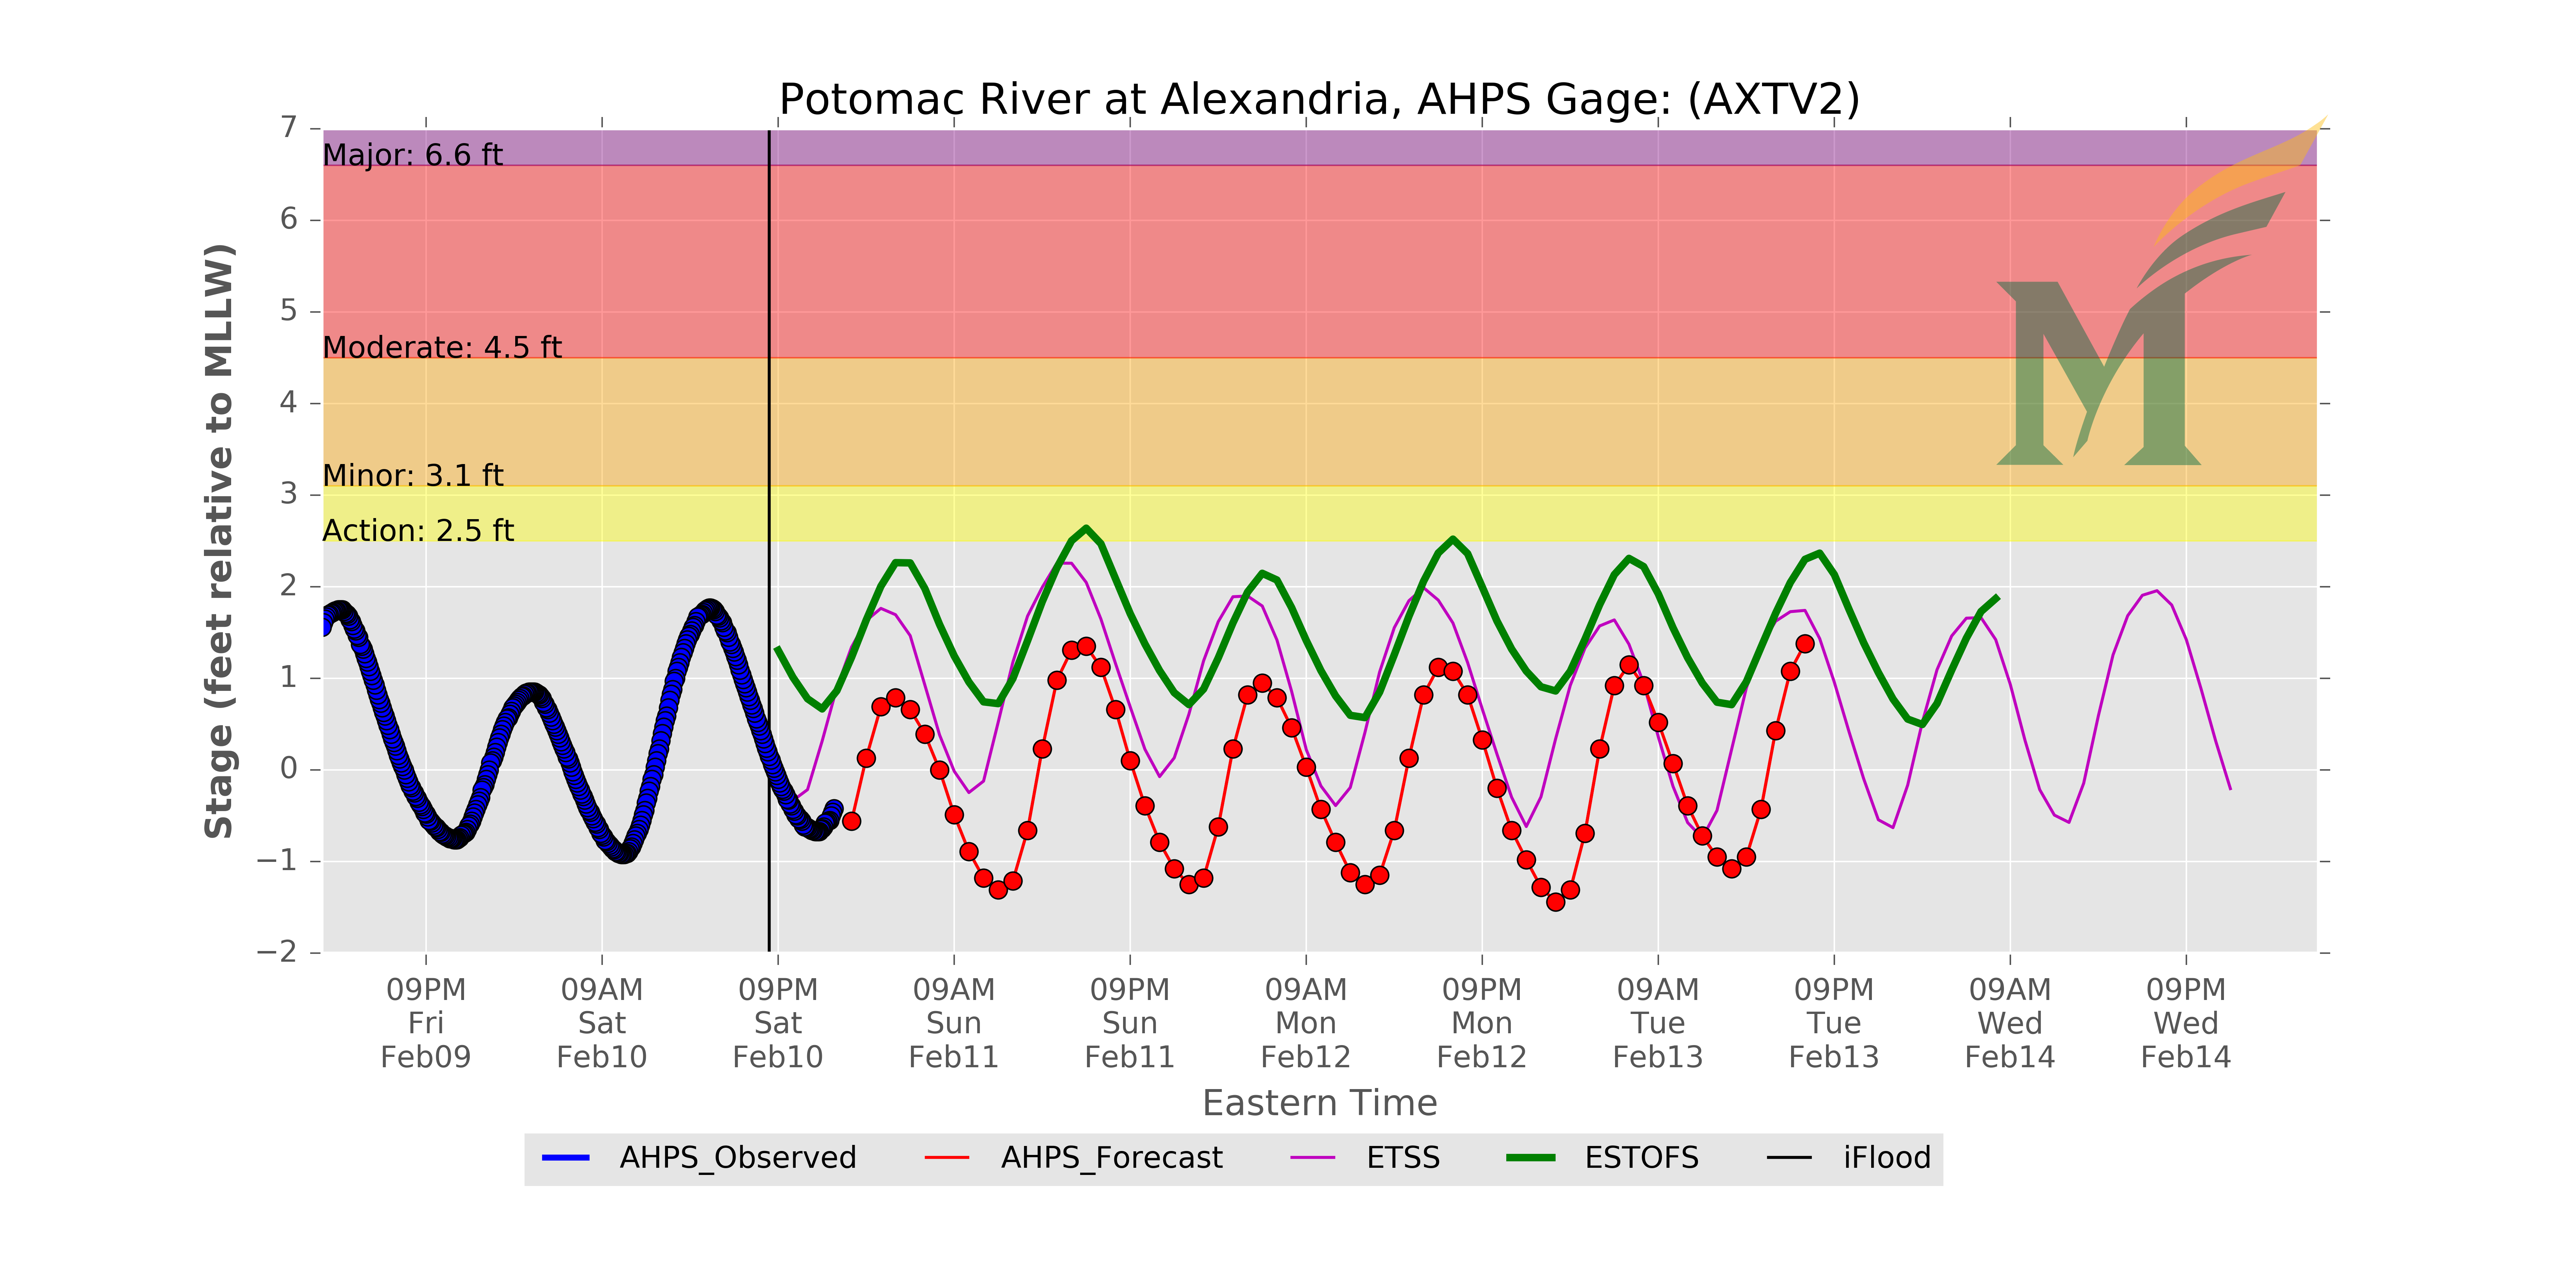 Potomac River at Alexandria, AHPS Gage: (AXTV2)
Stage (feet relative to MLLW)
7
6
5
4
3
2
1
0
−1
−2
Major: 6.6 ft
Moderate: 4.5 ft
Minor: 3.1 ft
Action: 2.5 ft
M
09PM Fri Feb09
09AM Sat Feb10
09PM Sat Feb10
09AM Sun Feb11
09PM Sun Feb11
09AM Mon Feb12
09PM Mon Feb12
09AM Tue Feb13
09PM Tue Feb13
09AM Wed Feb14
09PM Wed Feb14
Eastern Time
AHPS_Observed AHPS_Forecast ETSS ESTOFS iFlood